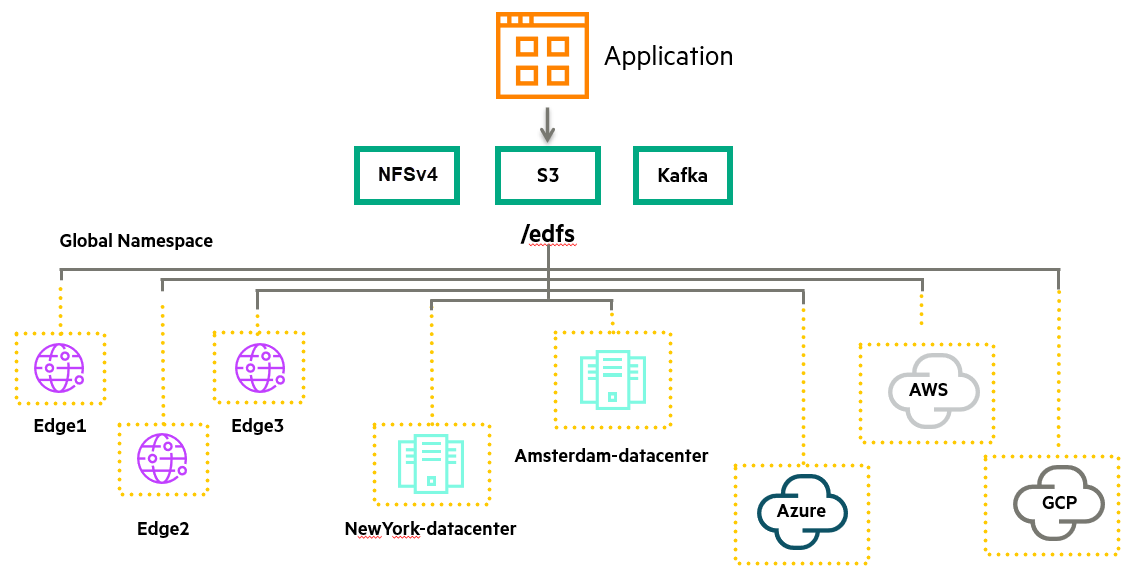 Application
NFSv4
S3
Kafka
/edfs
Global Namespace
Edge1
Edge2
Edge3
NewYork-datacenter
Amsterdam-datacenter
Azure
AWS
GCP